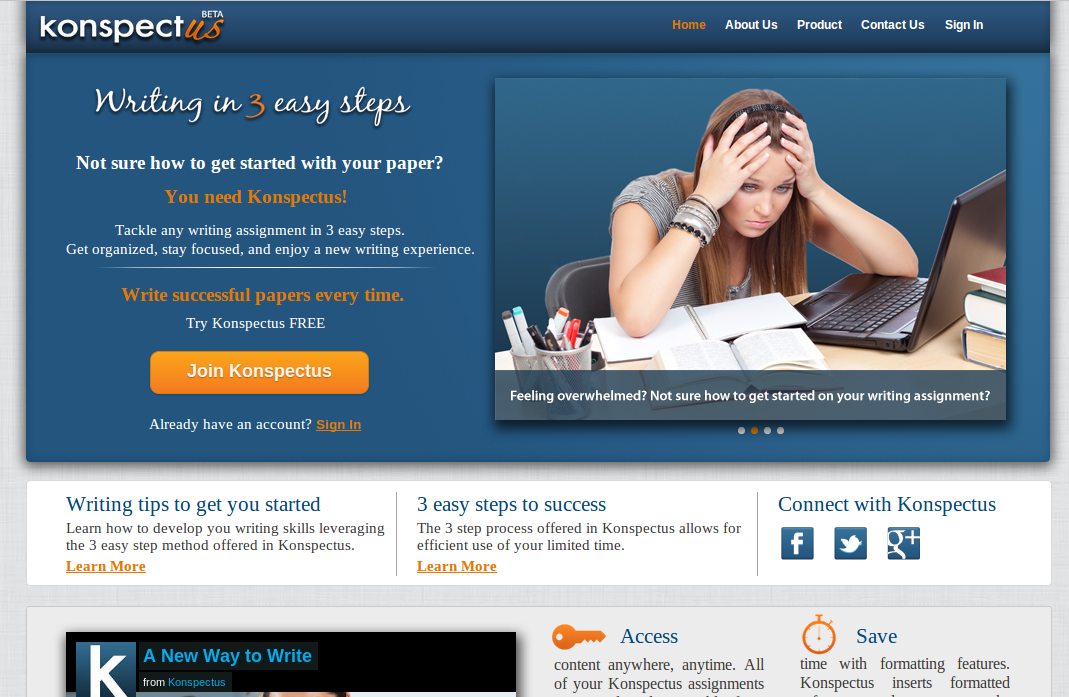 konspectus BETA
Home About Us Product Contact Us Sign In
Writing in 3 easy steps
Not sure how to get started with your paper?
You need Konspectus!
Tackle any writing assignment in 3 easy steps.
Get organized, stay focused, and enjoy a new writing experience.
Write successful papers every time.
Try Konspectus FREE
Join Konspectus
Already have an account? Sign In
Feeling overwhelmed? Not sure how to get started on your writing assignment?
Writing tips to get you started
Learn how to develop you writing skills leveraging
the 3 easy step method offered in Konspectus.
Learn More
3 easy steps to success
The 3 step process offered in Konspectus allows for
efficient use of your limited time.
Learn More
Connect with Konspectus
f
g+
K
A New Way to Write
from Konspectus
Access
content anywhere, anytime. All
of your Konspectus assignments
Save
time with formatting features.
Konspectus inserts formatted